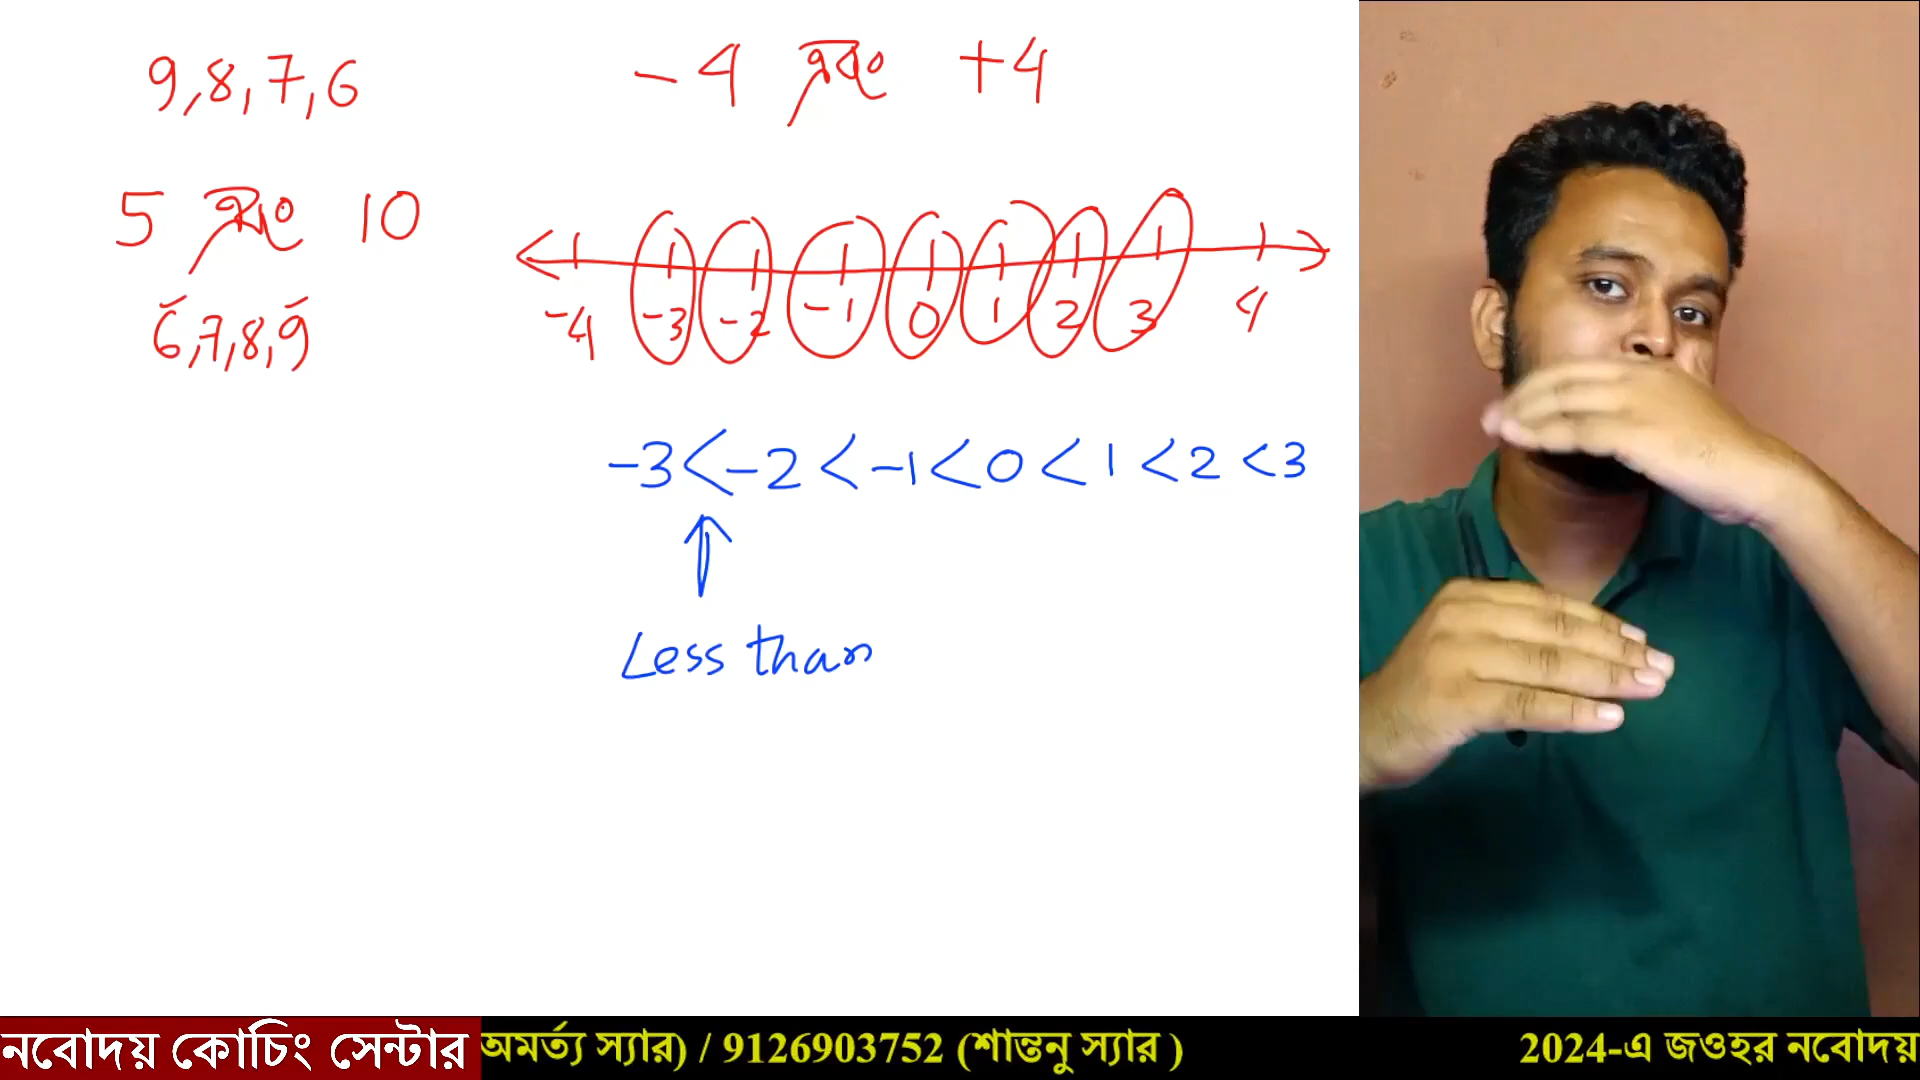 9,8,7,6
-4 এবং +4
5 এবং 10
-4 -3 -2 -1 0 1 2 3 4
6,7,8,9
-3<-2<-1<0<1<2<3
Less than
নবোদয় কোচিং সেন্টার অমর্ত্য স্যার) / 9126903752 (শান্তনু স্যার ) 2024-এ জওহর নবোদয়